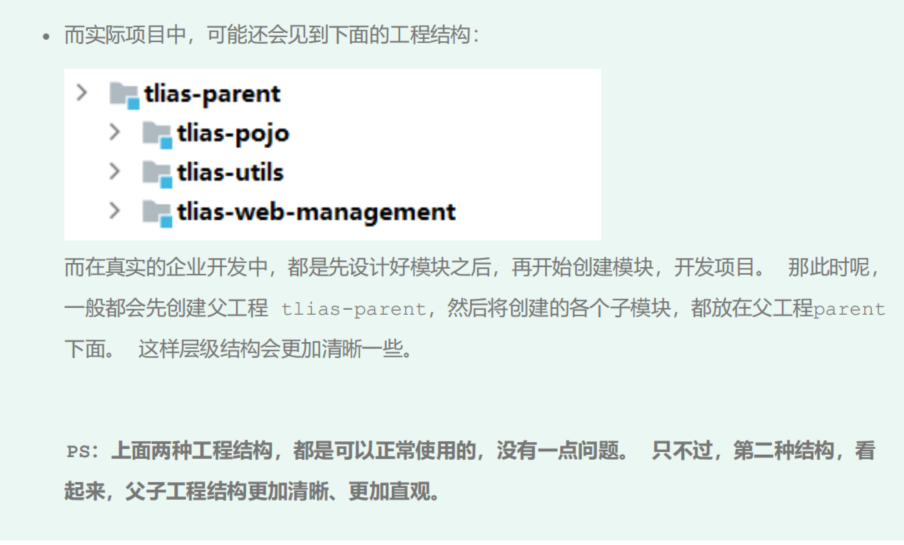 而实际项目中，可能还会见到下面的工程结构：
tlias-parent
tlias-pojo
tlias-utils
tlias-web-management
而在真实的企业开发中，都是先设计好模块之后，再开始创建模块，开发项目。 那此时呢，
一般都会先创建父工程 tlias-parent，然后将创建的各个子模块，都放在父工程parent
下面。 这样层级结构会更加清晰一些。
PS：上面两种工程结构，都是可以正常使用的，没有一点问题。 只不过，第二种结构，看
起来，父子工程结构更加清晰、更加直观。